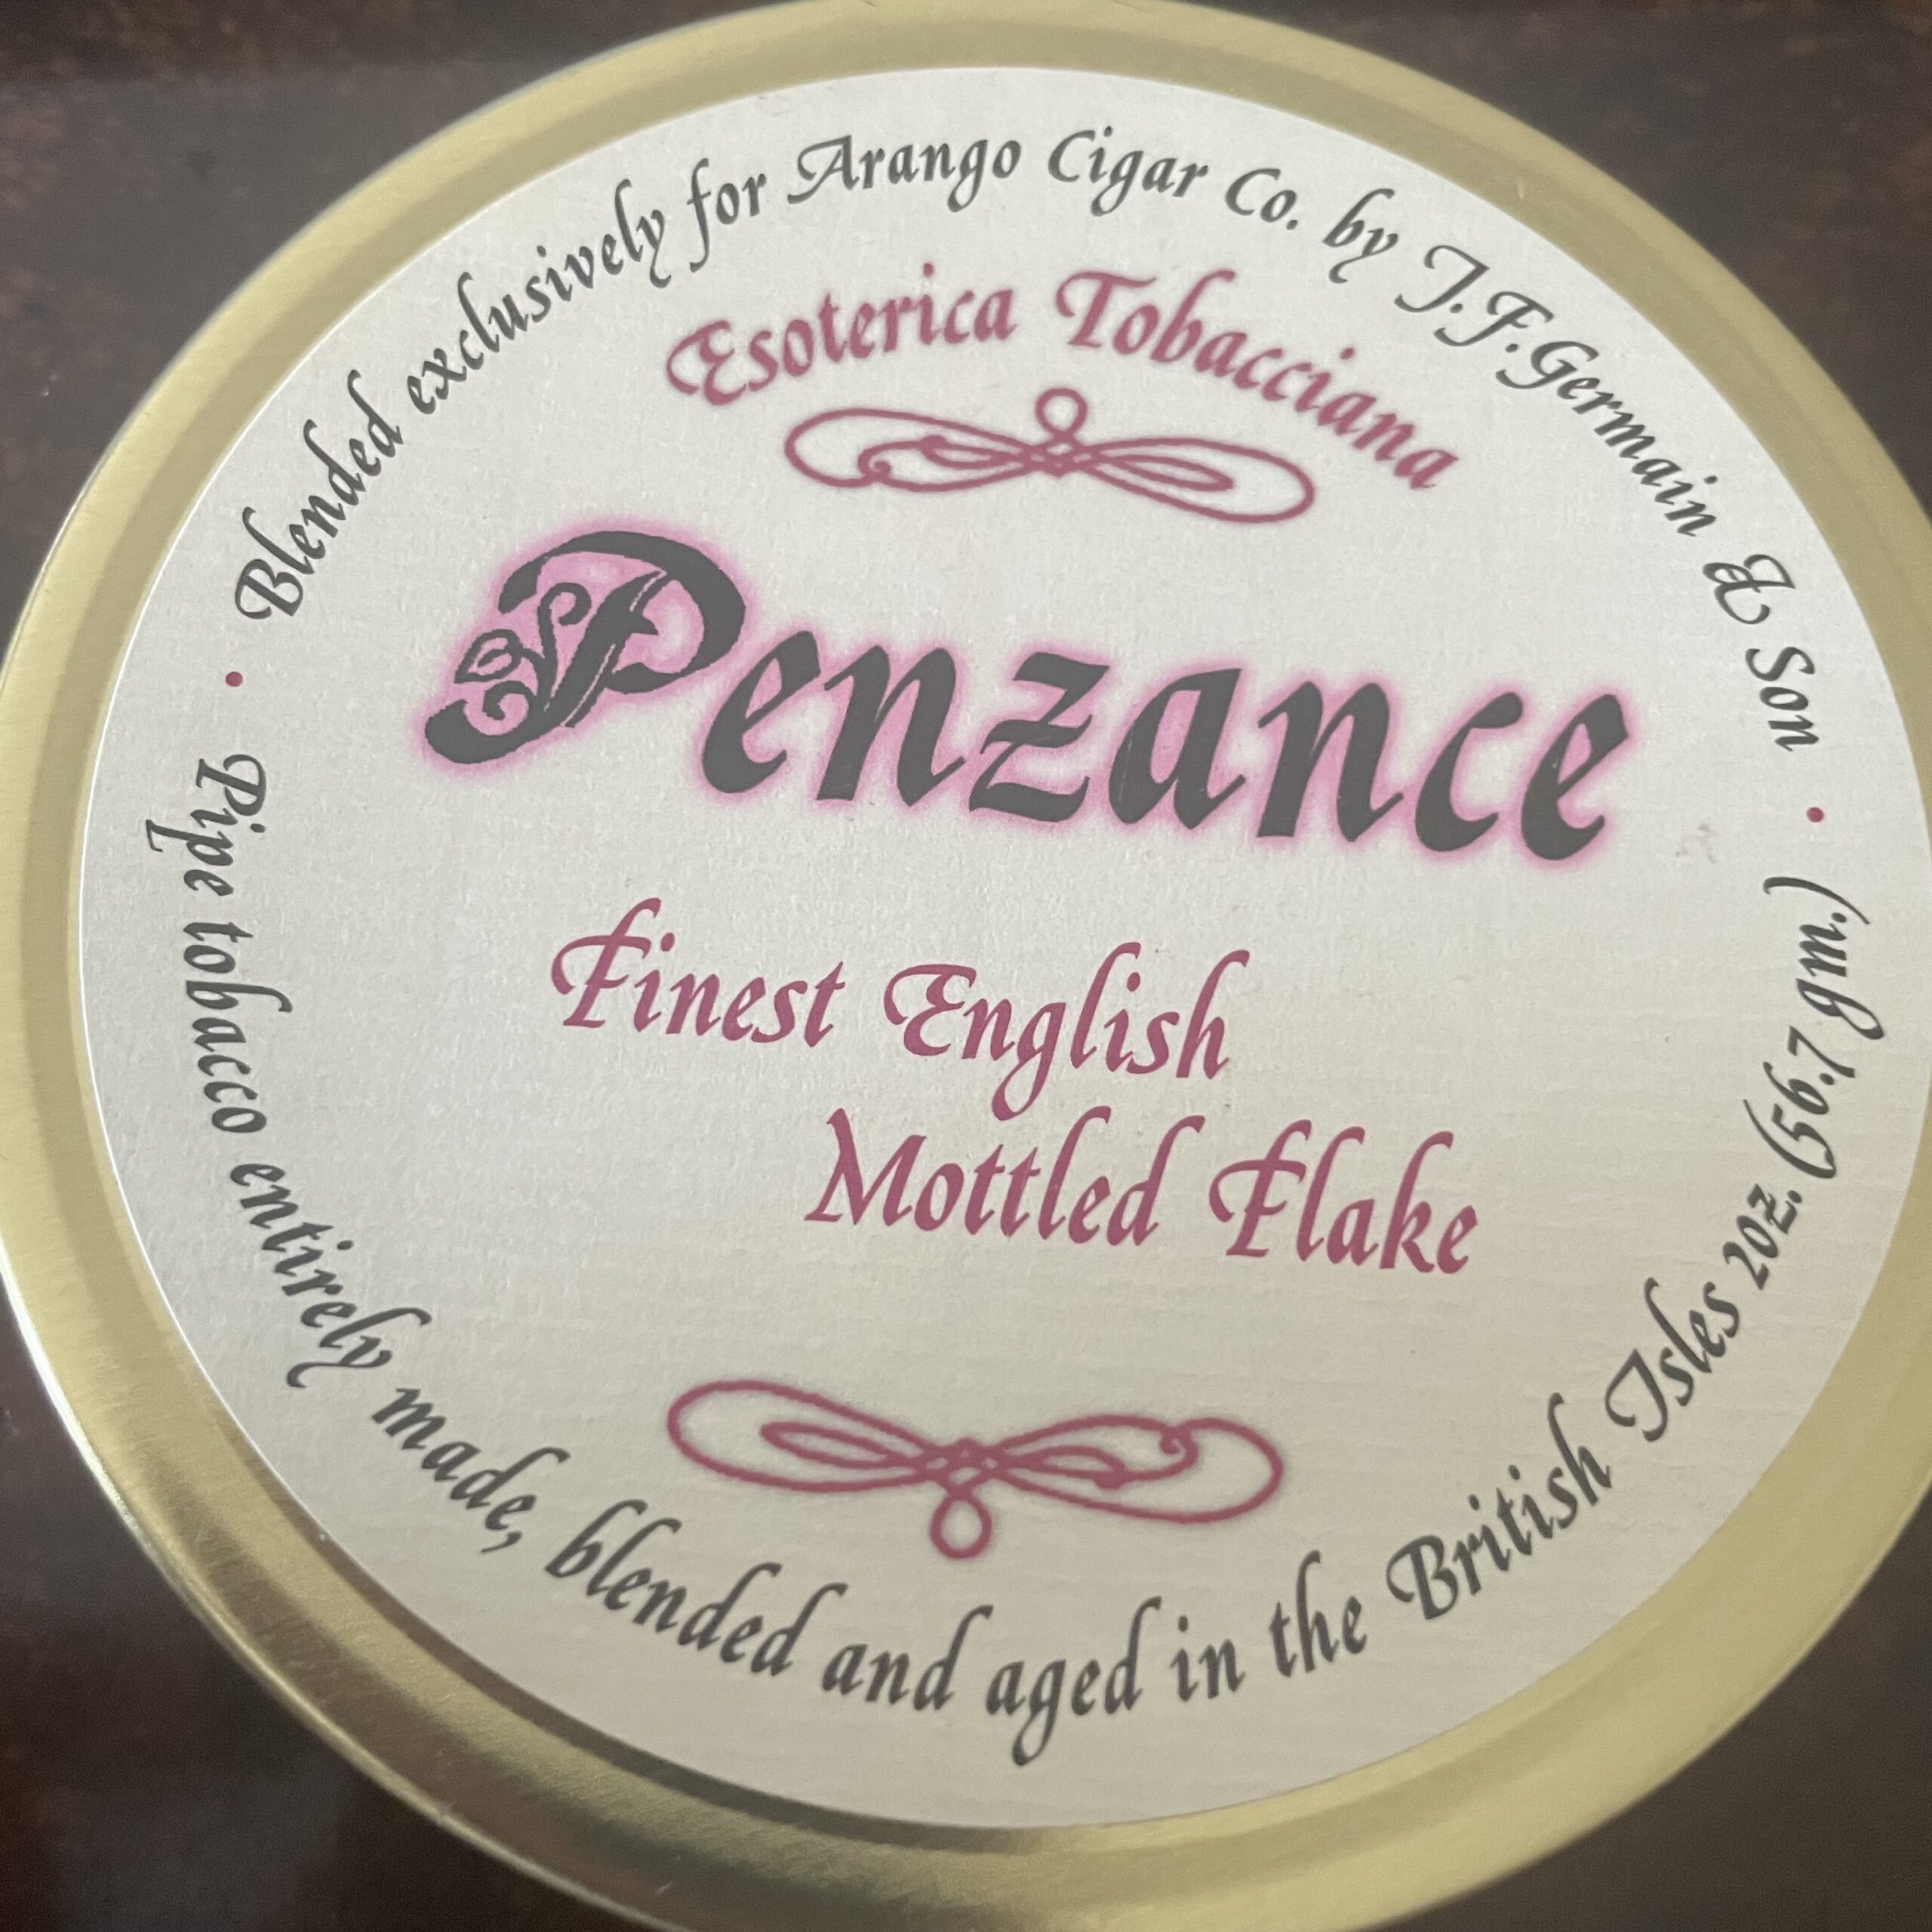 Blended exclusively for Arango Cigar Co. by J.F.Germain & Son
Esoterica Tobacciana
Penzance
Finest English
Mottled Flake
Pipe tobacco entirely made, blended and aged in the British Isles 2oz. (56.7 gm.)